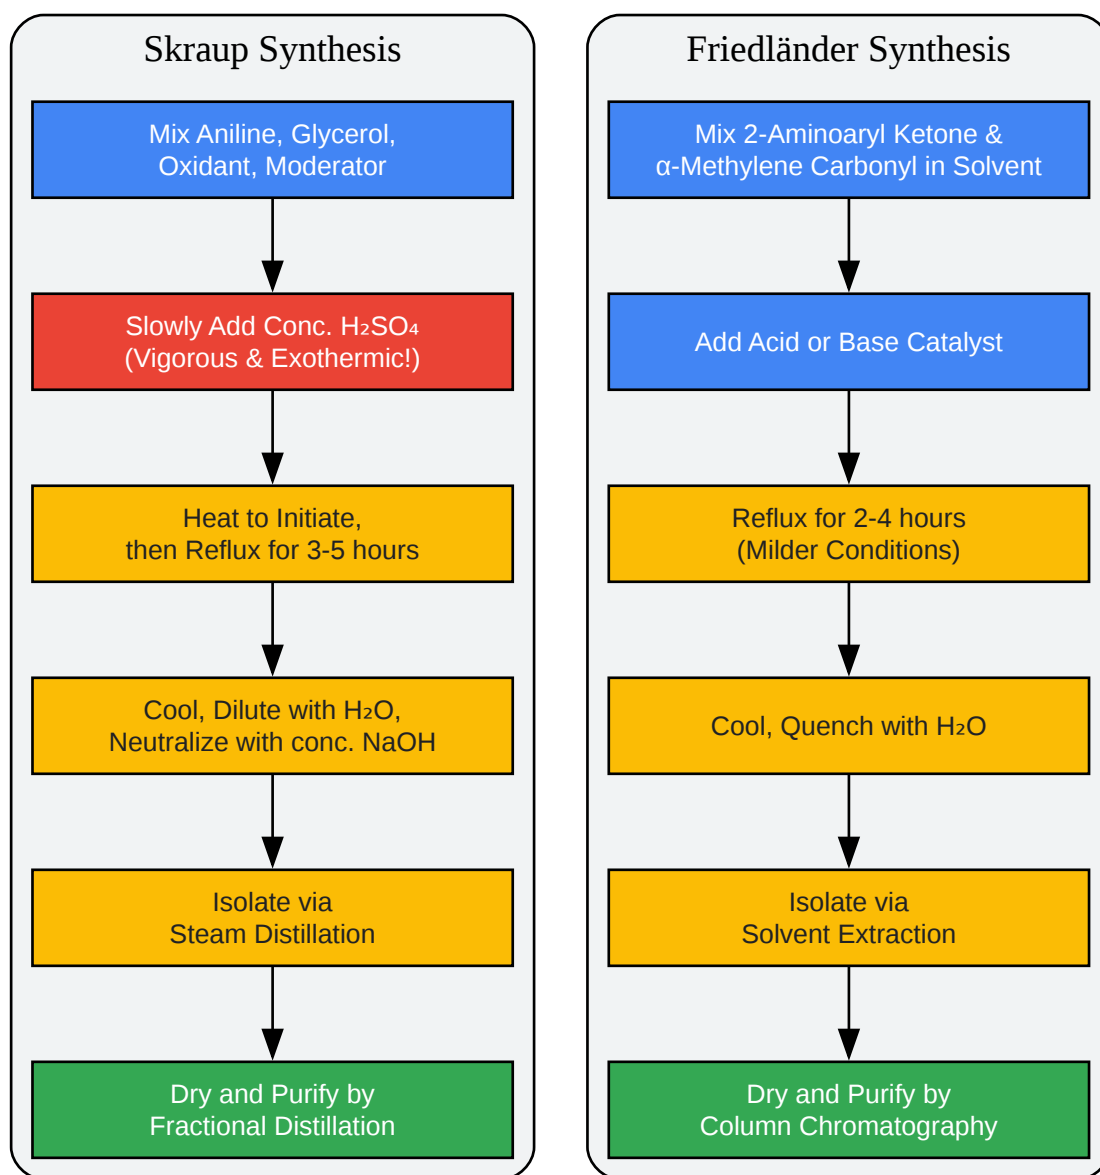 Skraup Synthesis
Mix Aniline, Glycerol,
Oxidant, Moderator
Slowly Add Conc. H₂SO₄
(Vigorous & Exothermic!)
Heat to Initiate,
then Reflux for 3-5 hours
Cool, Dilute with H₂O,
Neutralize with conc. NaOH
Isolate via
Steam Distillation
Dry and Purify by
Fractional Distillation
Friedländer Synthesis
Mix 2-Aminoaryl Ketone &
α-Methylene Carbonyl in Solvent
Add Acid or Base Catalyst
Reflux for 2-4 hours
(Milder Conditions)
Cool, Quench with H₂O
Isolate via
Solvent Extraction
Dry and Purify by
Column Chromatography